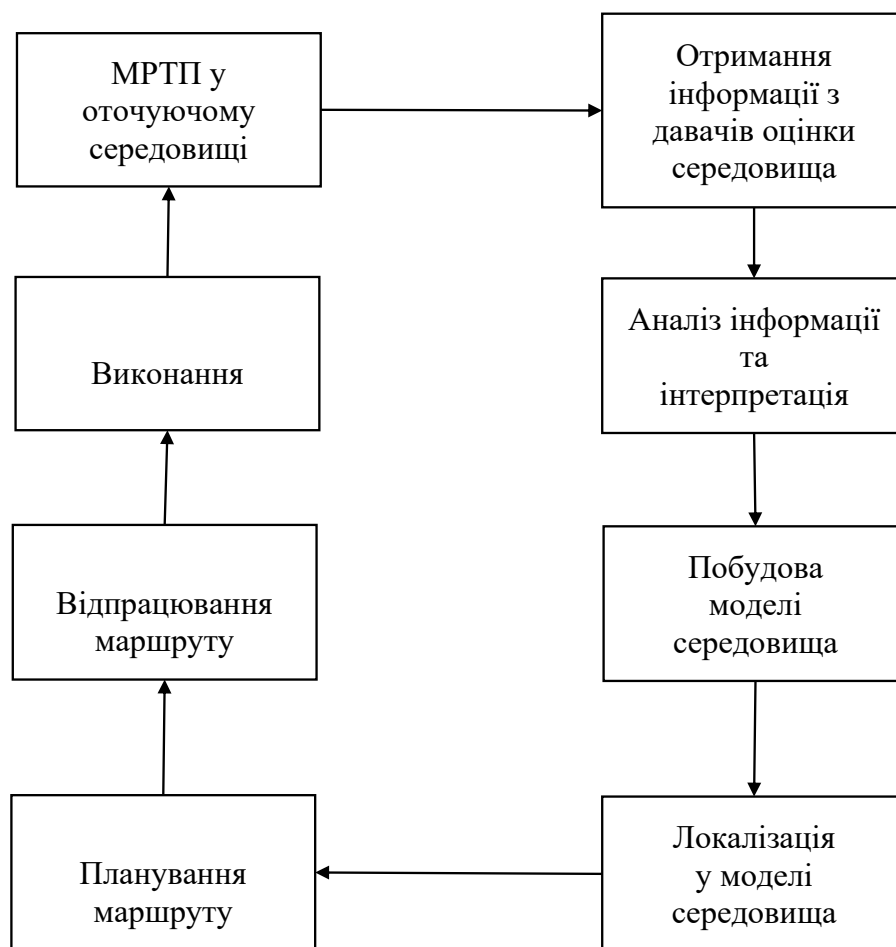 МРТП у
оточуючому
середовищі
Отримання
інформації з
давачів оцінки
середовища
Виконання
Аналіз інформації
та
інтерпретація
Відпрацювання
маршруту
Побудова
моделі
середовища
Планування
маршруту
Локалізація
у моделі
середовища